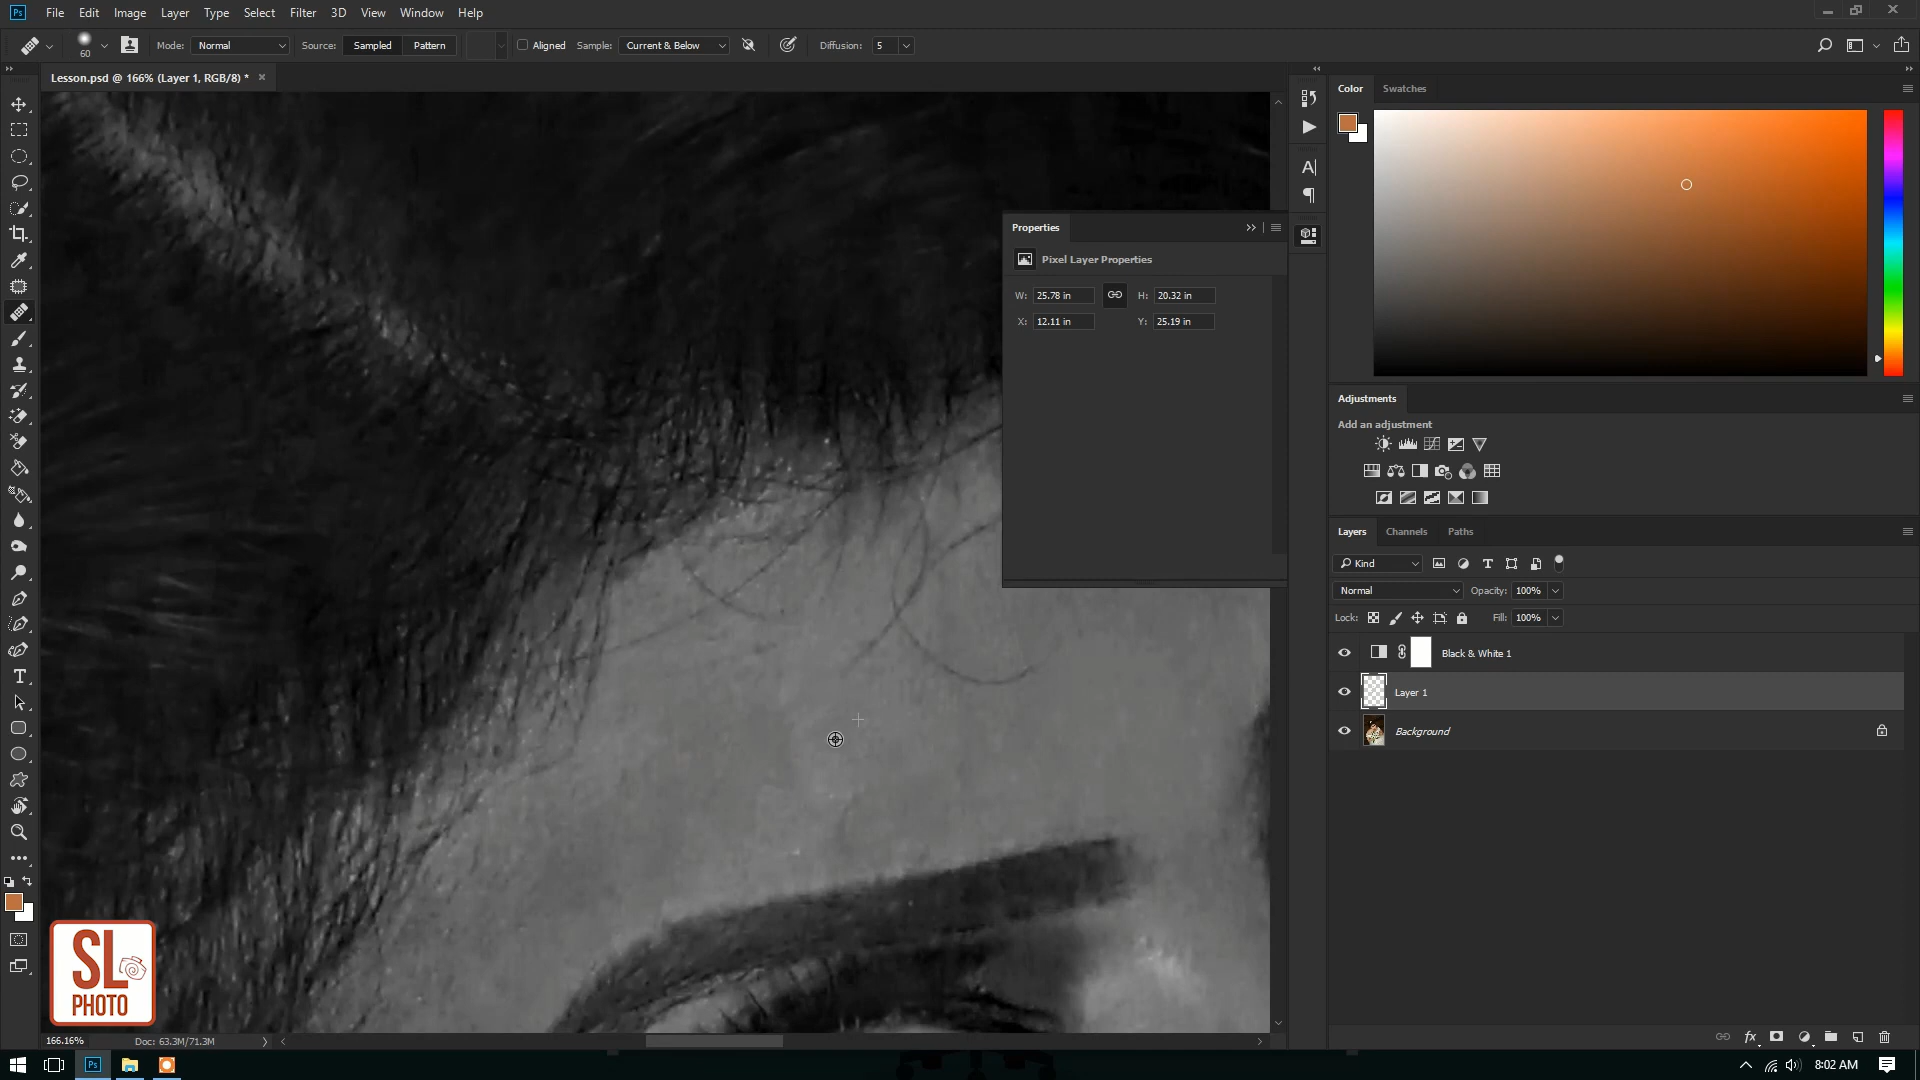 Ps File Edit Image Layer Type Select Filter 3D View Window Help
60 Mode: Normal Source: Sampled Pattern Aligned Sample: Current & Below Diffusion: 5
Lesson.psd @ 166% (Layer 1, RGB/8) *
Color Swatches
Properties
Pixel Layer Properties
W: 25.78 in H: 20.32 in
X: 12.11 in Y: 25.19 in
Adjustments
Add an adjustment
Layers Channels Paths
Kind
Normal Opacity: 100%
Lock: Fill: 100%
Black & White 1
Layer 1
Background
SL
PHOTO
166.16% Doc: 63.3M/71.3M
Ps 8:02 AM